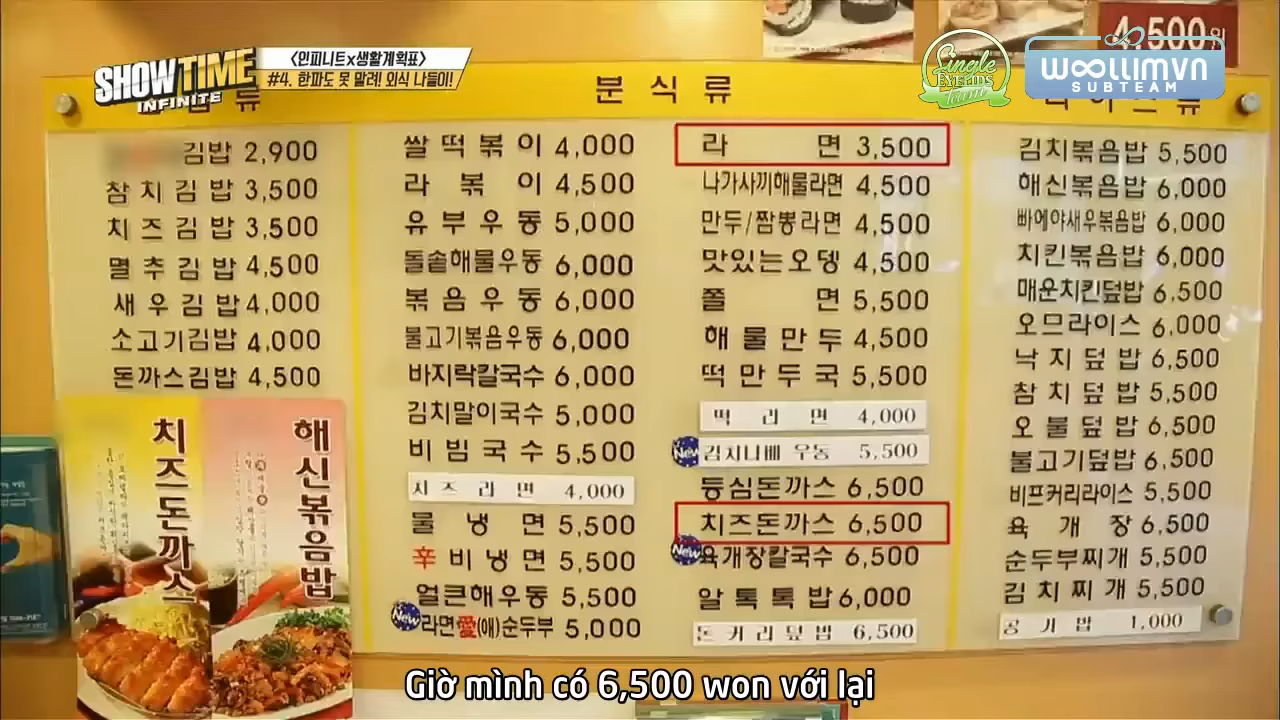 4,500원
SHOWTIME
INFINITE
<인피니트x생활계획표>
#4. 한파도 못 말려! 외식 나들이!
Single
EYELIDS
team
WOOLLIMVN
SUBTEAM
분 식 류
김밥 2,900
참치김밥 3,500
치즈김밥 3,500
멸추김밥 4,500
새우김밥 4,000
소고기김밥 4,000
돈까스김밥 4,500
쌀떡볶이 4,000
라볶이 4,500
유부우동 5,000
돌솥해물우동 6,000
볶음우동 6,000
불고기볶음우동 6,000
바지락칼국수 6,000
김치말이국수 5,000
비빔국수 5,500
치즈라면 4,000
물냉면 5,500
辛비냉면 5,500
얼큰해우동 5,500
New 라면愛(애)순두부 5,000
라면 3,500
나가사끼해물라면 4,500
만두/짬뽕라면 4,500
맛있는오뎅 4,500
쫄면 5,500
해물만두 4,500
떡만두국 5,500
떡라면 4,000
New 김치나베 우동 5,500
등심돈까스 6,500
치즈돈까스 6,500
New 육개장칼국수 6,500
알톡톡밥 6,000
돈커리덮밥 6,500
김치볶음밥 5,500
해신볶음밥 6,000
빠에야새우볶음밥 6,000
치킨볶음밥 6,000
매운치킨덮밥 6,500
오므라이스 6,000
낙지덮밥 6,500
참치덮밥 5,500
오불덮밥 6,500
불고기덮밥 6,500
비프커리라이스 5,500
육개장 6,500
순두부찌개 5,500
김치찌개 5,500
공기밥 1,000
치즈돈까스
해신볶음밥
Giờ mình có 6,500 won với lại